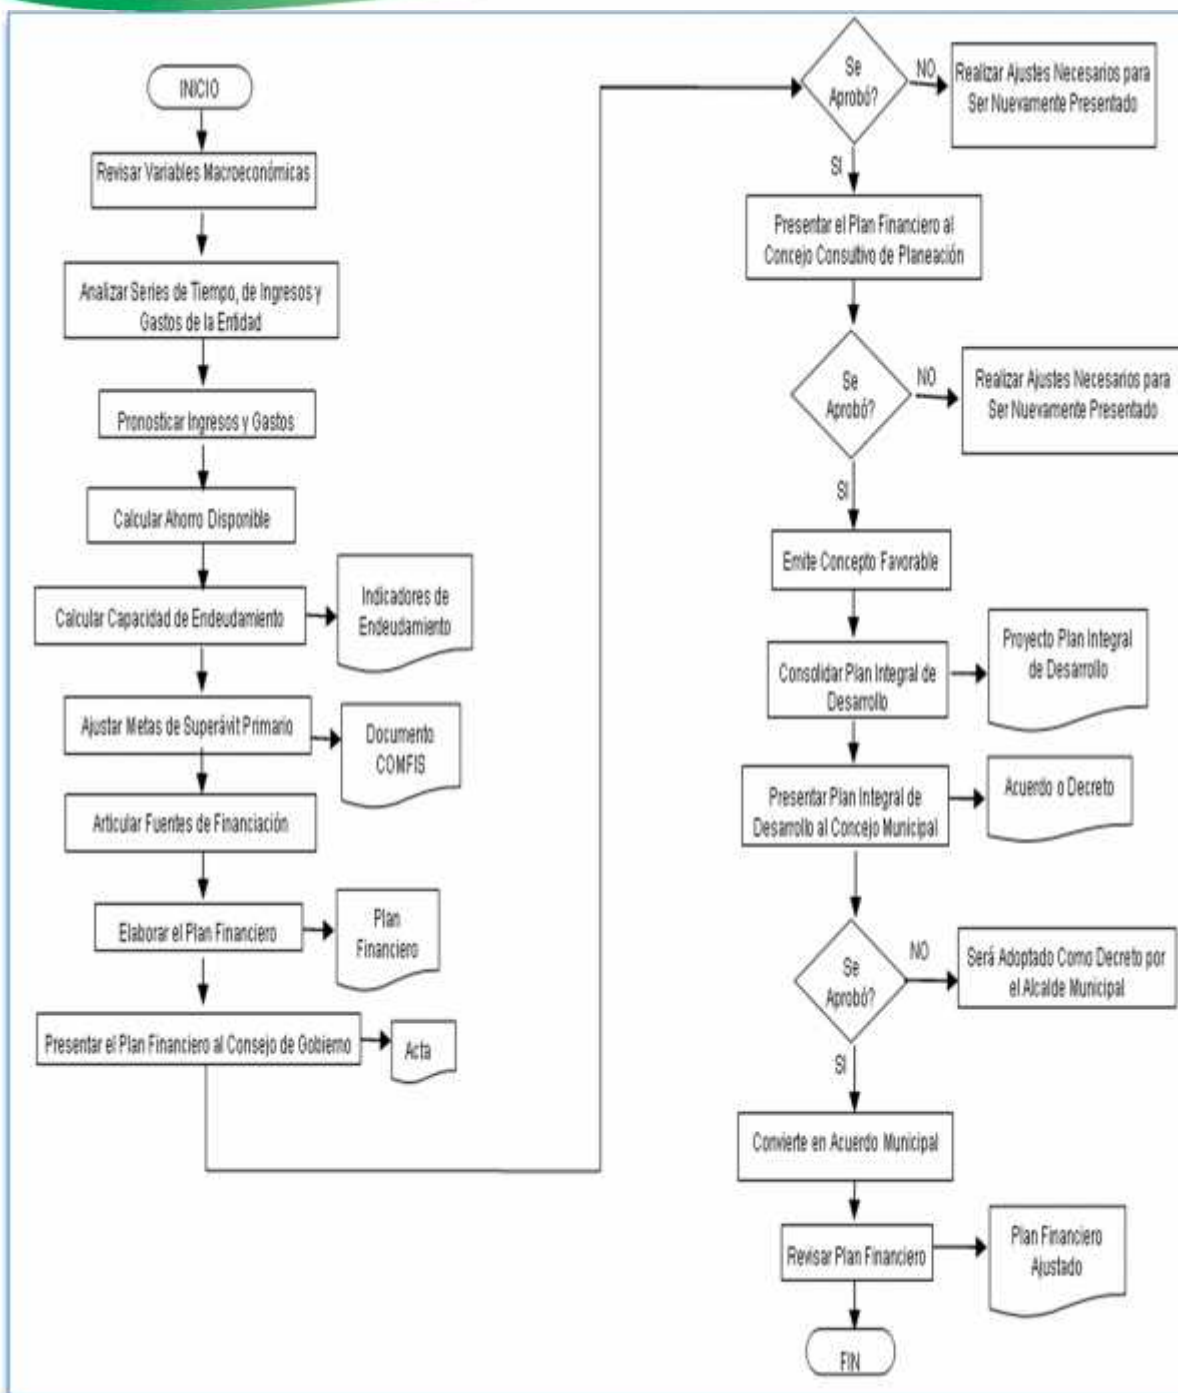 INICIO
Revisar Variables Macroeconómicas
Analizar Series de Tiempo, de Ingresos y
Gastos de la Entidad
Pronosticar Ingresos y Gastos
Calcular Ahorro Disponible
Calcular Capacidad de Endeudamiento
Indicadores de
Endeudamiento
Ajustar Metas de Superávit Primario
Documento
COMFIS
Articular Fuentes de Financiación
Elaborar el Plan Financiero
Plan
Financiero
Presentar el Plan Financiero al Consejo de Gobierno
Acta
Se
Aprobó?
NO
Realizar Ajustes Necesarios para
Ser Nuevamente Presentado
SI
Presentar el Plan Financiero al
Concejo Consultivo de Planeación
Se
Aprobó?
NO
Realizar Ajustes Necesarios para
Ser Nuevamente Presentado
SI
Emite Concepto Favorable
Consolidar Plan Integral de
Desarrollo
Proyecto Plan Integral
de Desarrollo
Presentar Plan Integral de
Desarrollo al Concejo Municipal
Acuerdo o Decreto
Se
Aprobó?
NO
Será Adoptado Como Decreto por
el Alcalde Municipal
SI
Convierte en Acuerdo Municipal
Revisar Plan Financiero
Plan Financiero
Ajustado
FIN